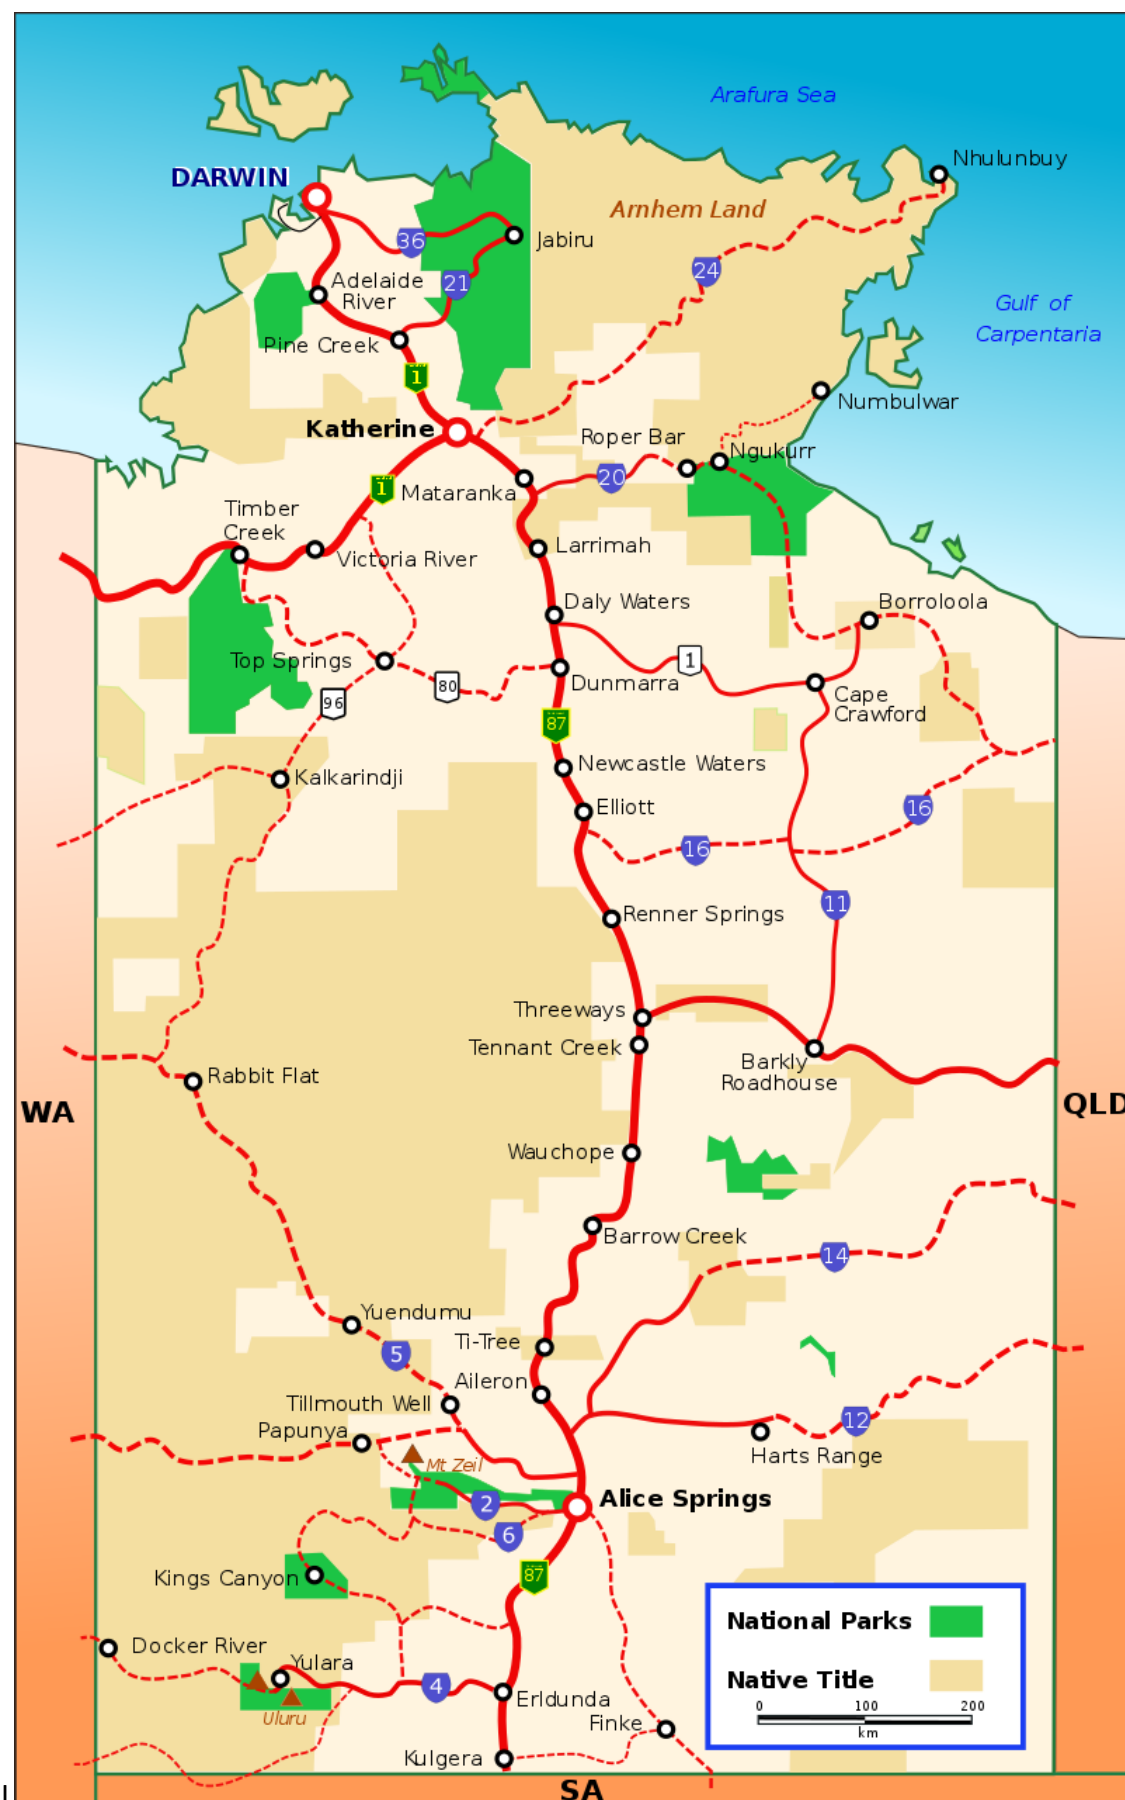 Arafura Sea
Nhulunbuy
DARWIN
Arnhem Land
36
Jabiru
24
21
Adelaide
River
Gulf of
Carpentaria
Pine Creek
1
Numbulwar
Katherine
Roper Bar
Ngukurr
20
1
Mataranka
Timber
Creek
Larrimah
Victoria River
Daly Waters
Borroloola
Top Springs
1
80
Dunmarra
96
Cape
Crawford
87
Newcastle Waters
Kalkarindji
Elliott
16
16
11
Renner Springs
Threeways
Tennant Creek
Barkly
Roadhouse
Rabbit Flat
WA
QLD
Wauchope
Barrow Creek
14
Yuendumu
Ti-Tree
5
Aileron
Tillmouth Well
12
Papunya
Harts Range
Mt Zeil
2
Alice Springs
6
87
Kings Canyon
National Parks
Docker River
Yulara
Native Title
4
Erldunda
0 100 200
km
Uluru
Finke
Kulgera
SA